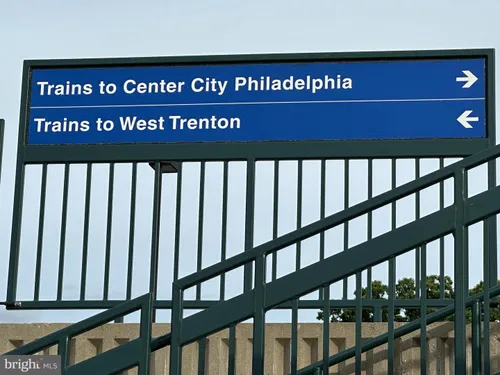 Trains to Center City Philadelphia →
Trains to West Trenton ←
bright MLS